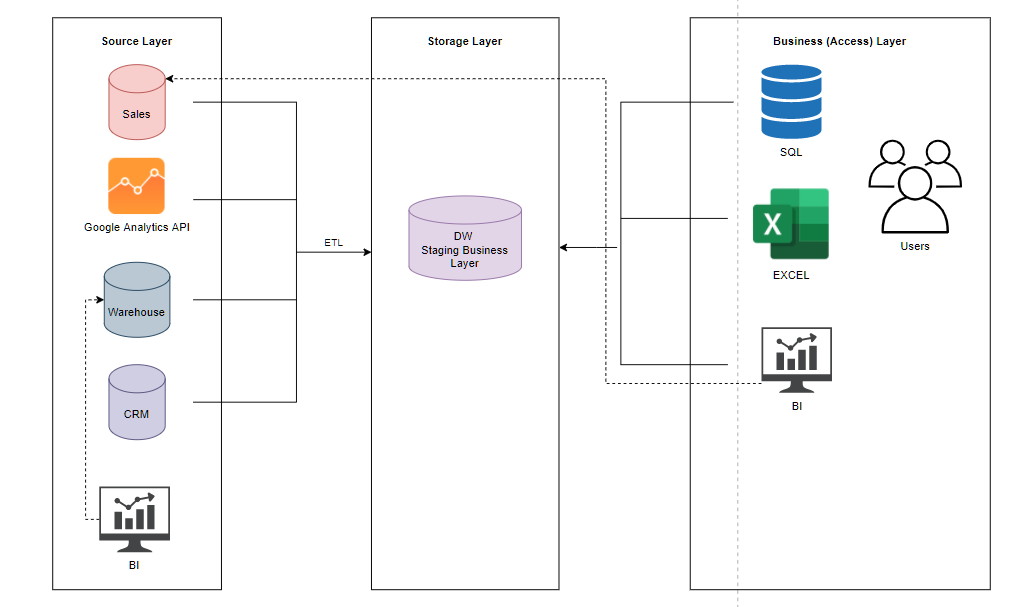 Source Layer
Storage Layer
Business (Access) Layer
Sales
Google Analytics API
Warehouse
CRM
BI
ETL
DW
Staging Business
Layer
SQL
X
EXCEL
BI
Users